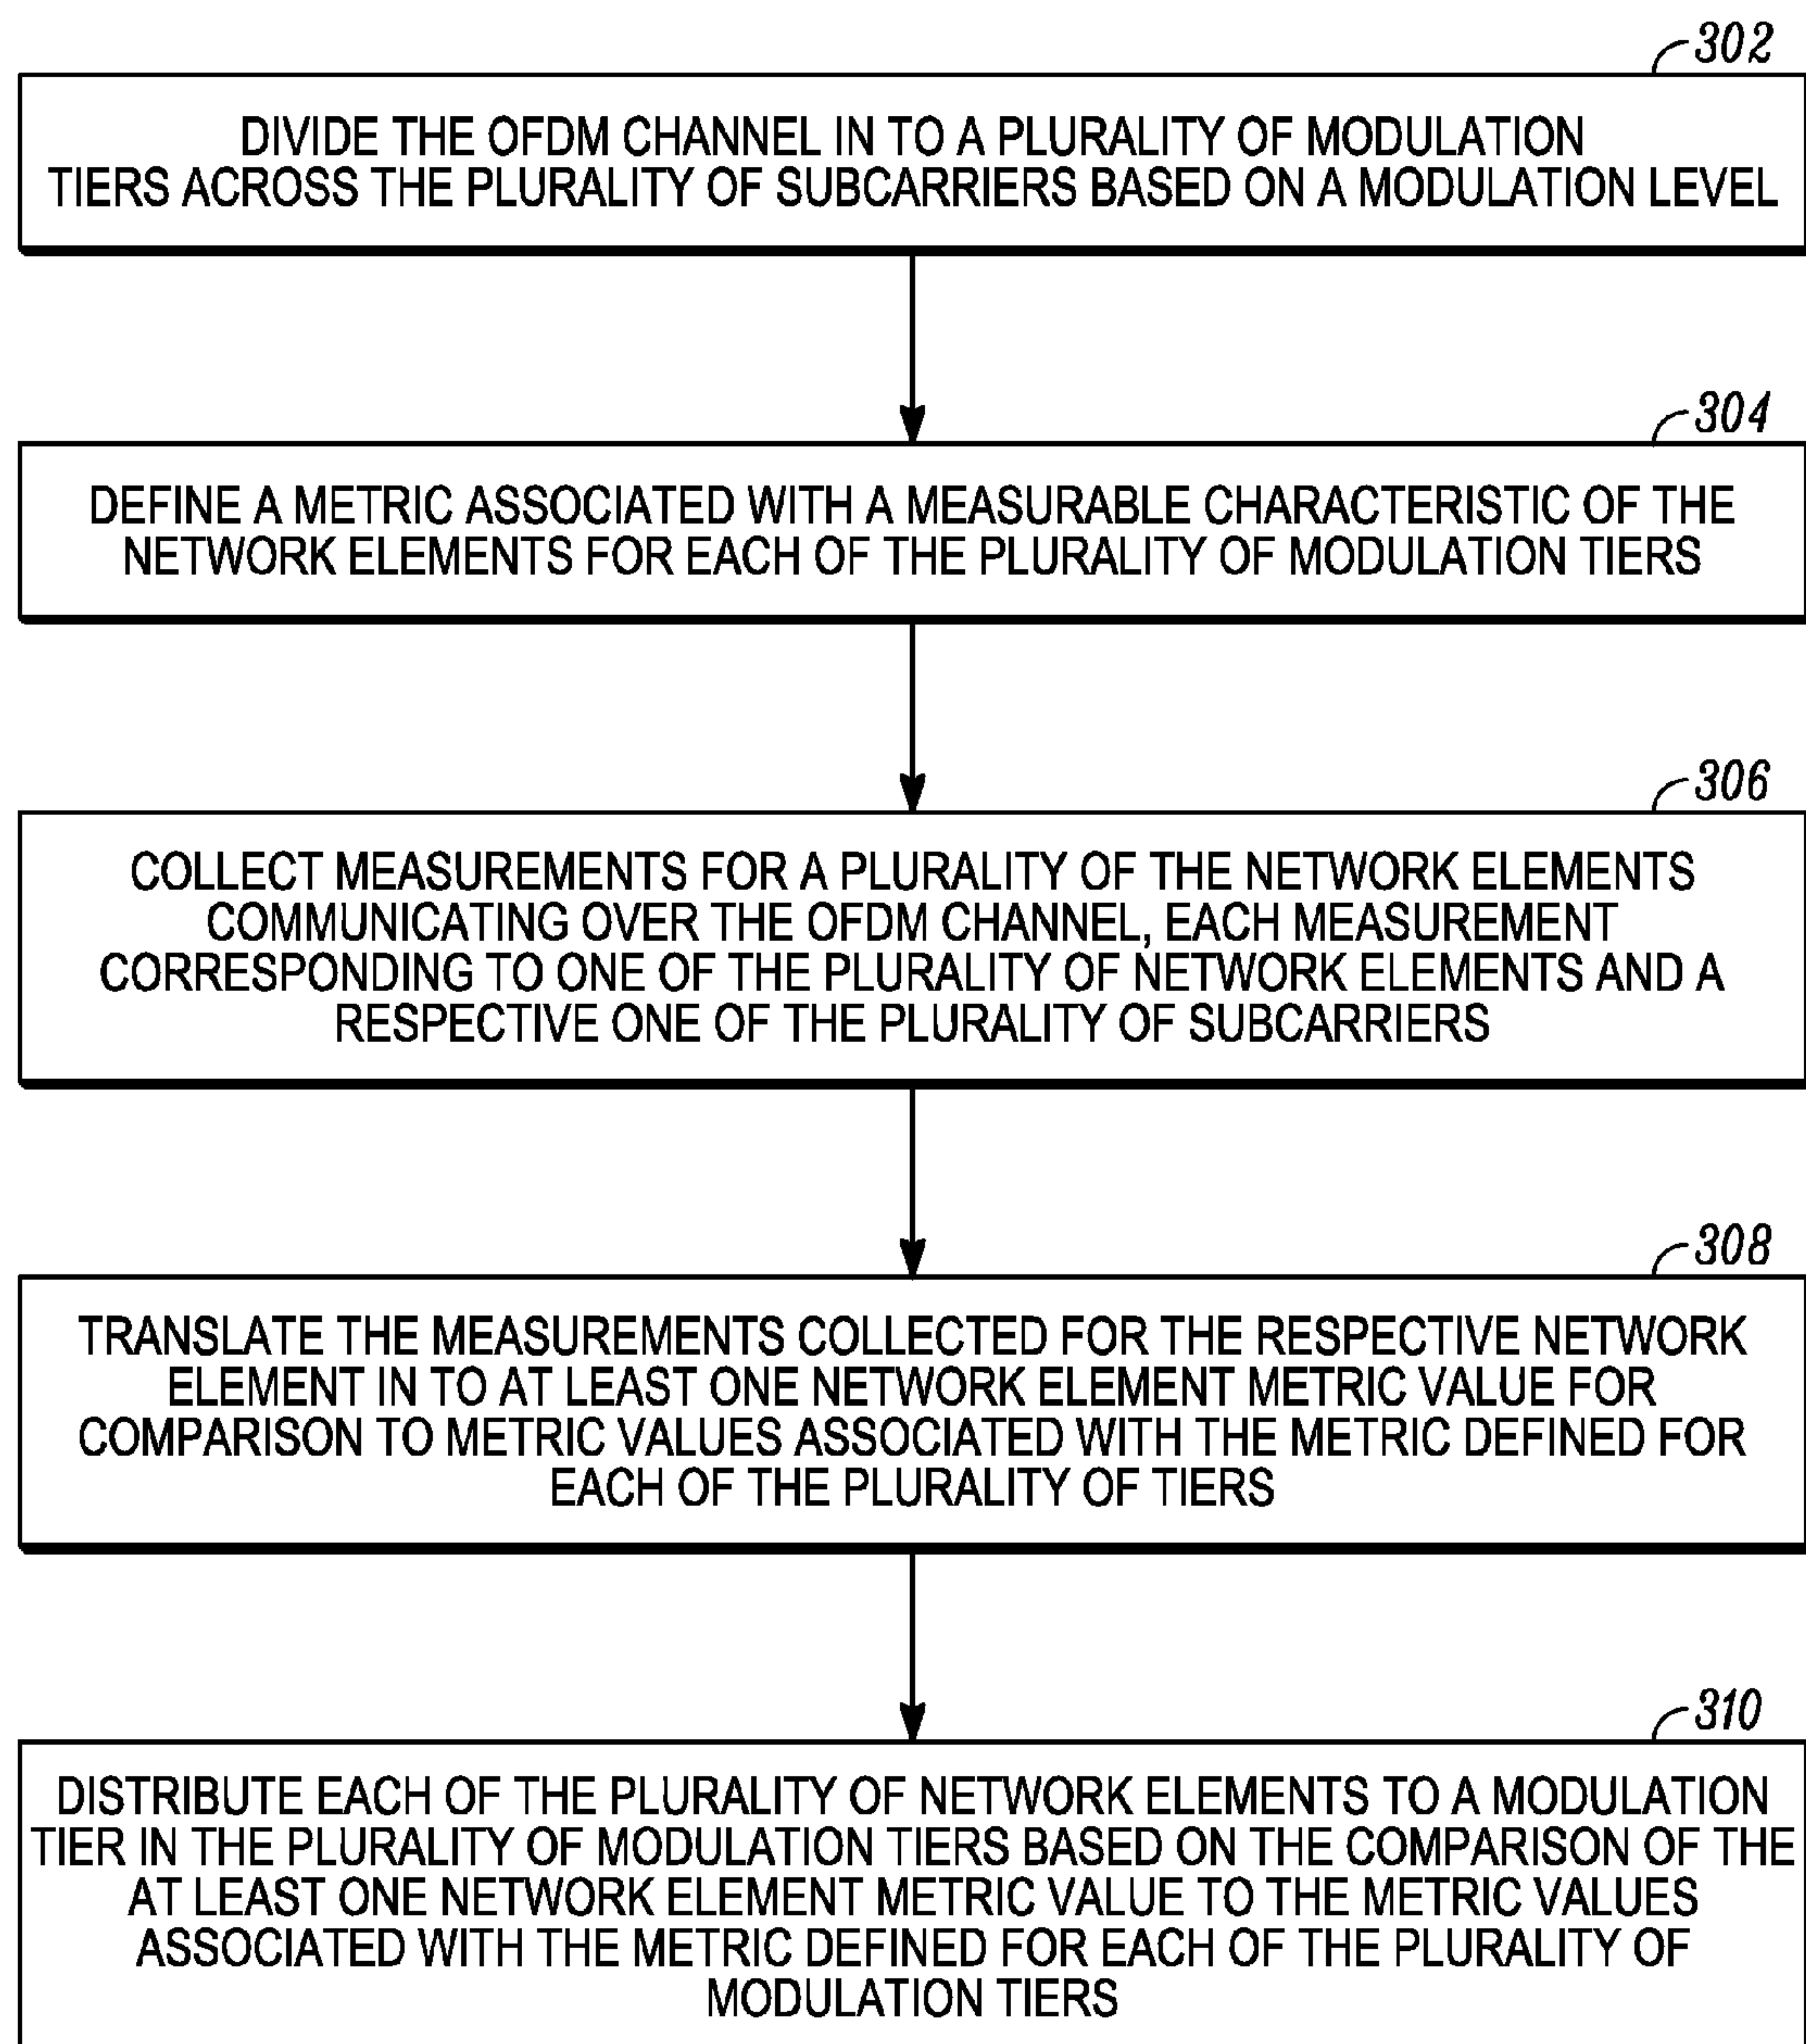 302
DIVIDE THE OFDM CHANNEL IN TO A PLURALITY OF MODULATION
TIERS ACROSS THE PLURALITY OF SUBCARRIERS BASED ON A MODULATION LEVEL
304
DEFINE A METRIC ASSOCIATED WITH A MEASURABLE CHARACTERISTIC OF THE
NETWORK ELEMENTS FOR EACH OF THE PLURALITY OF MODULATION TIERS
306
COLLECT MEASUREMENTS FOR A PLURALITY OF THE NETWORK ELEMENTS
COMMUNICATING OVER THE OFDM CHANNEL, EACH MEASUREMENT
CORRESPONDING TO ONE OF THE PLURALITY OF NETWORK ELEMENTS AND A
RESPECTIVE ONE OF THE PLURALITY OF SUBCARRIERS
308
TRANSLATE THE MEASUREMENTS COLLECTED FOR THE RESPECTIVE NETWORK
ELEMENT IN TO AT LEAST ONE NETWORK ELEMENT METRIC VALUE FOR
COMPARISON TO METRIC VALUES ASSOCIATED WITH THE METRIC DEFINED FOR
EACH OF THE PLURALITY OF TIERS
310
DISTRIBUTE EACH OF THE PLURALITY OF NETWORK ELEMENTS TO A MODULATION
TIER IN THE PLURALITY OF MODULATION TIERS BASED ON THE COMPARISON OF THE
AT LEAST ONE NETWORK ELEMENT METRIC VALUE TO THE METRIC VALUES
ASSOCIATED WITH THE METRIC DEFINED FOR EACH OF THE PLURALITY OF
MODULATION TIERS